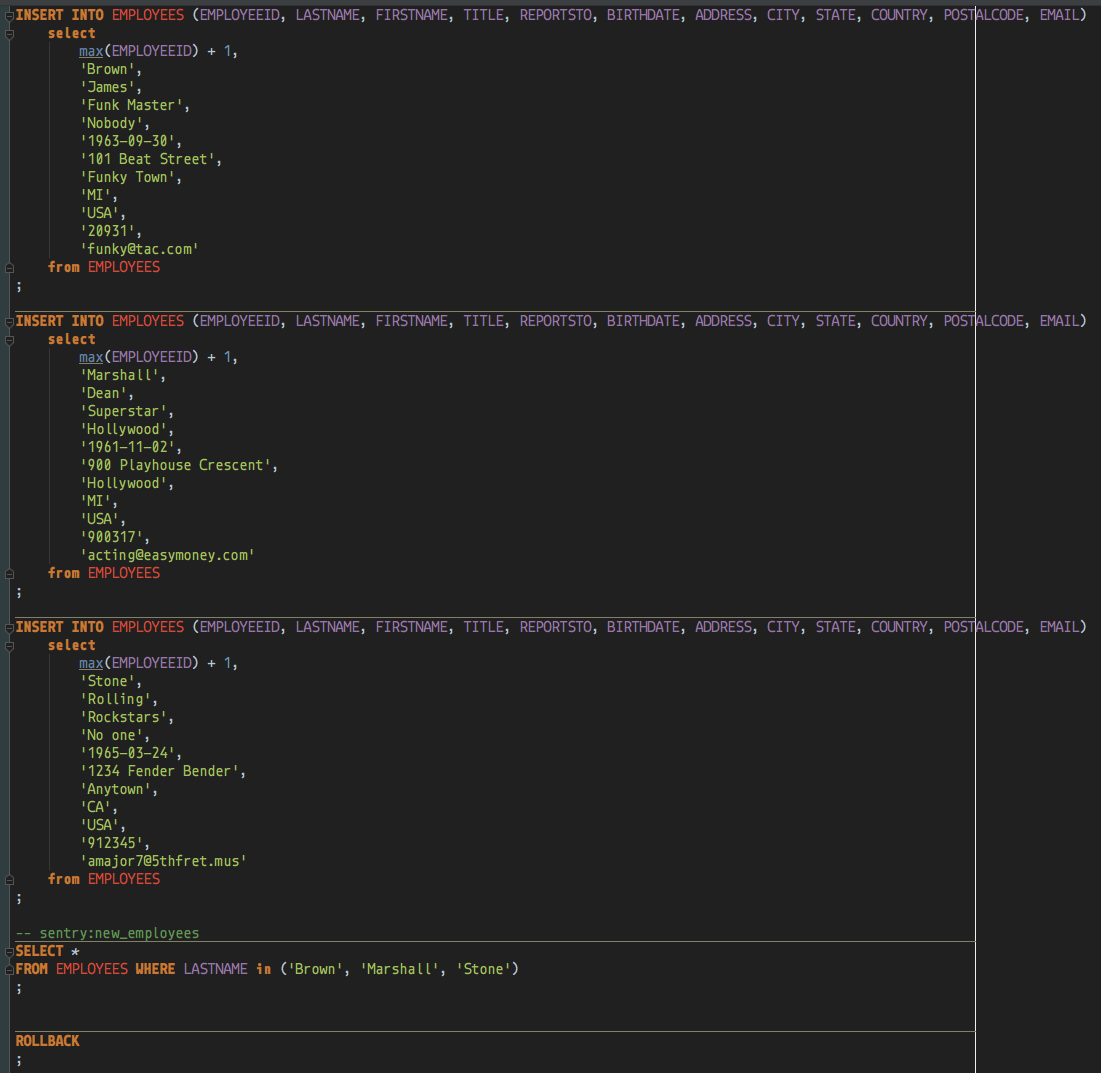 INSERT INTO EMPLOYEES (EMPLOYEEID, LASTNAME, FIRSTNAME, TITLE, REPORTSTO, BIRTHDATE, ADDRESS, CITY, STATE, COUNTRY, POSTALCODE, EMAIL)
    select
        max(EMPLOYEEID) + 1,
        'Brown',
        'James',
        'Funk Master',
        'Nobody',
        '1963-09-30',
        '101 Beat Street',
        'Funky Town',
        'MI',
        'USA',
        '20931',
        'funky@tac.com'
    from EMPLOYEES
;
INSERT INTO EMPLOYEES (EMPLOYEEID, LASTNAME, FIRSTNAME, TITLE, REPORTSTO, BIRTHDATE, ADDRESS, CITY, STATE, COUNTRY, POSTALCODE, EMAIL)
    select
        max(EMPLOYEEID) + 1,
        'Marshall',
        'Dean',
        'Superstar',
        'Hollywood',
        '1961-11-02',
        '900 Playhouse Crescent',
        'Hollywood',
        'MI',
        'USA',
        '900317',
        'acting@easymoney.com'
    from EMPLOYEES
;
INSERT INTO EMPLOYEES (EMPLOYEEID, LASTNAME, FIRSTNAME, TITLE, REPORTSTO, BIRTHDATE, ADDRESS, CITY, STATE, COUNTRY, POSTALCODE, EMAIL)
    select
        max(EMPLOYEEID) + 1,
        'Stone',
        'Rolling',
        'Rockstars',
        'No one',
        '1965-03-24',
        '1234 Fender Bender',
        'Anytown',
        'CA',
        'USA',
        '912345',
        'amajor7@5thfret.mus'
    from EMPLOYEES
;
-- sentry:new_employees
SELECT *
FROM EMPLOYEES WHERE LASTNAME in ('Brown', 'Marshall', 'Stone')
;
ROLLBACK
;